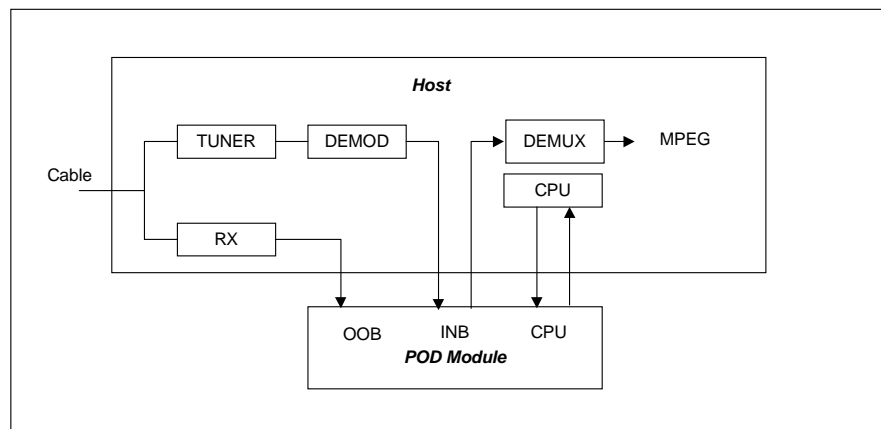 Host
TUNER
DEMOD
DEMUX
MPEG
Cable
CPU
RX
OOB
INB
CPU
POD Module